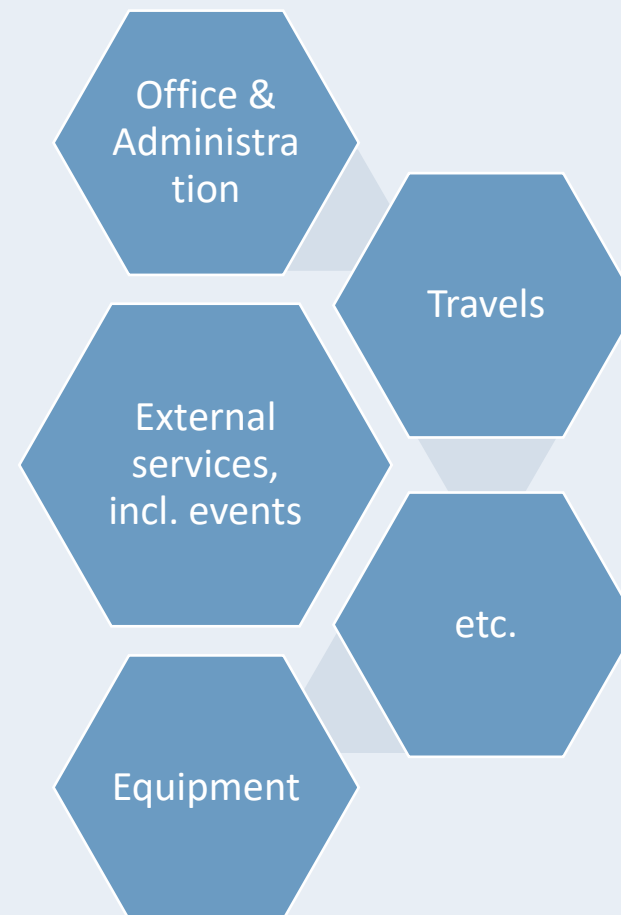 Office &
Administra
tion
Travels
External
services,
incl. events
etc.
Equipment